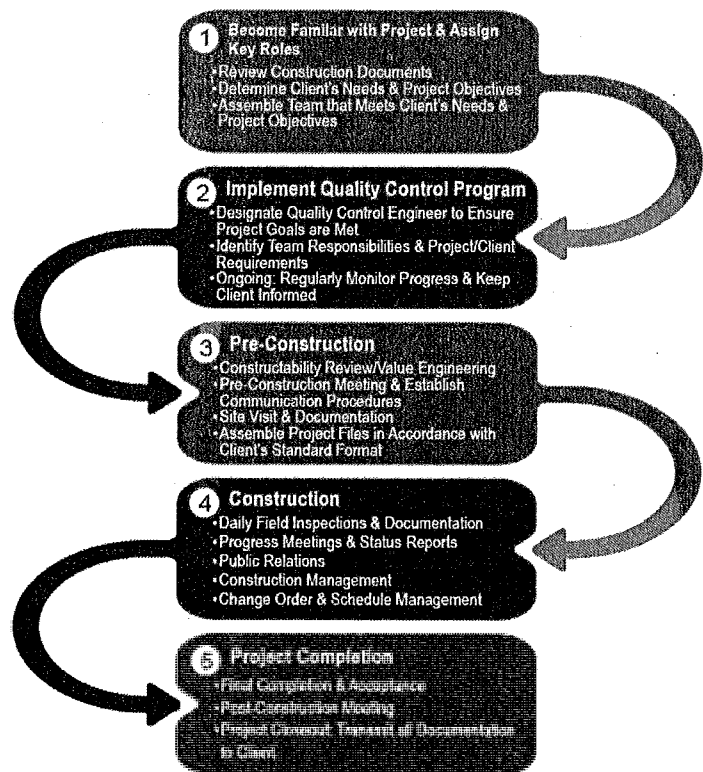 1 Become Familiar with Project & Assign
Key Roles
•Review Construction Documents
•Determine Client's Needs & Project Objectives
•Assemble Team that Meets Client's Needs &
Project Objectives
2 Implement Quality Control Program
•Designate Quality Control Engineer to Ensure
Project Goals are Met
•Identify Team Responsibilities & Project/Client
Requirements
•Ongoing: Regularly Monitor Progress & Keep
Client Informed
3 Pre-Construction
•Constructability Review/Value Engineering
•Pre-Construction Meeting & Establish
Communication Procedures
•Site Visit & Documentation
•Assemble Project Files in Accordance with
Client's Standard Format
4 Construction
•Daily Field Inspections & Documentation
•Progress Meetings & Status Reports
•Public Relations
•Construction Management
•Change Order & Schedule Management
5 Project Completion
•Final Completion & Acceptance
•Post-Construction Meeting
•Project Closeout: Transmit all Documentation
to Client